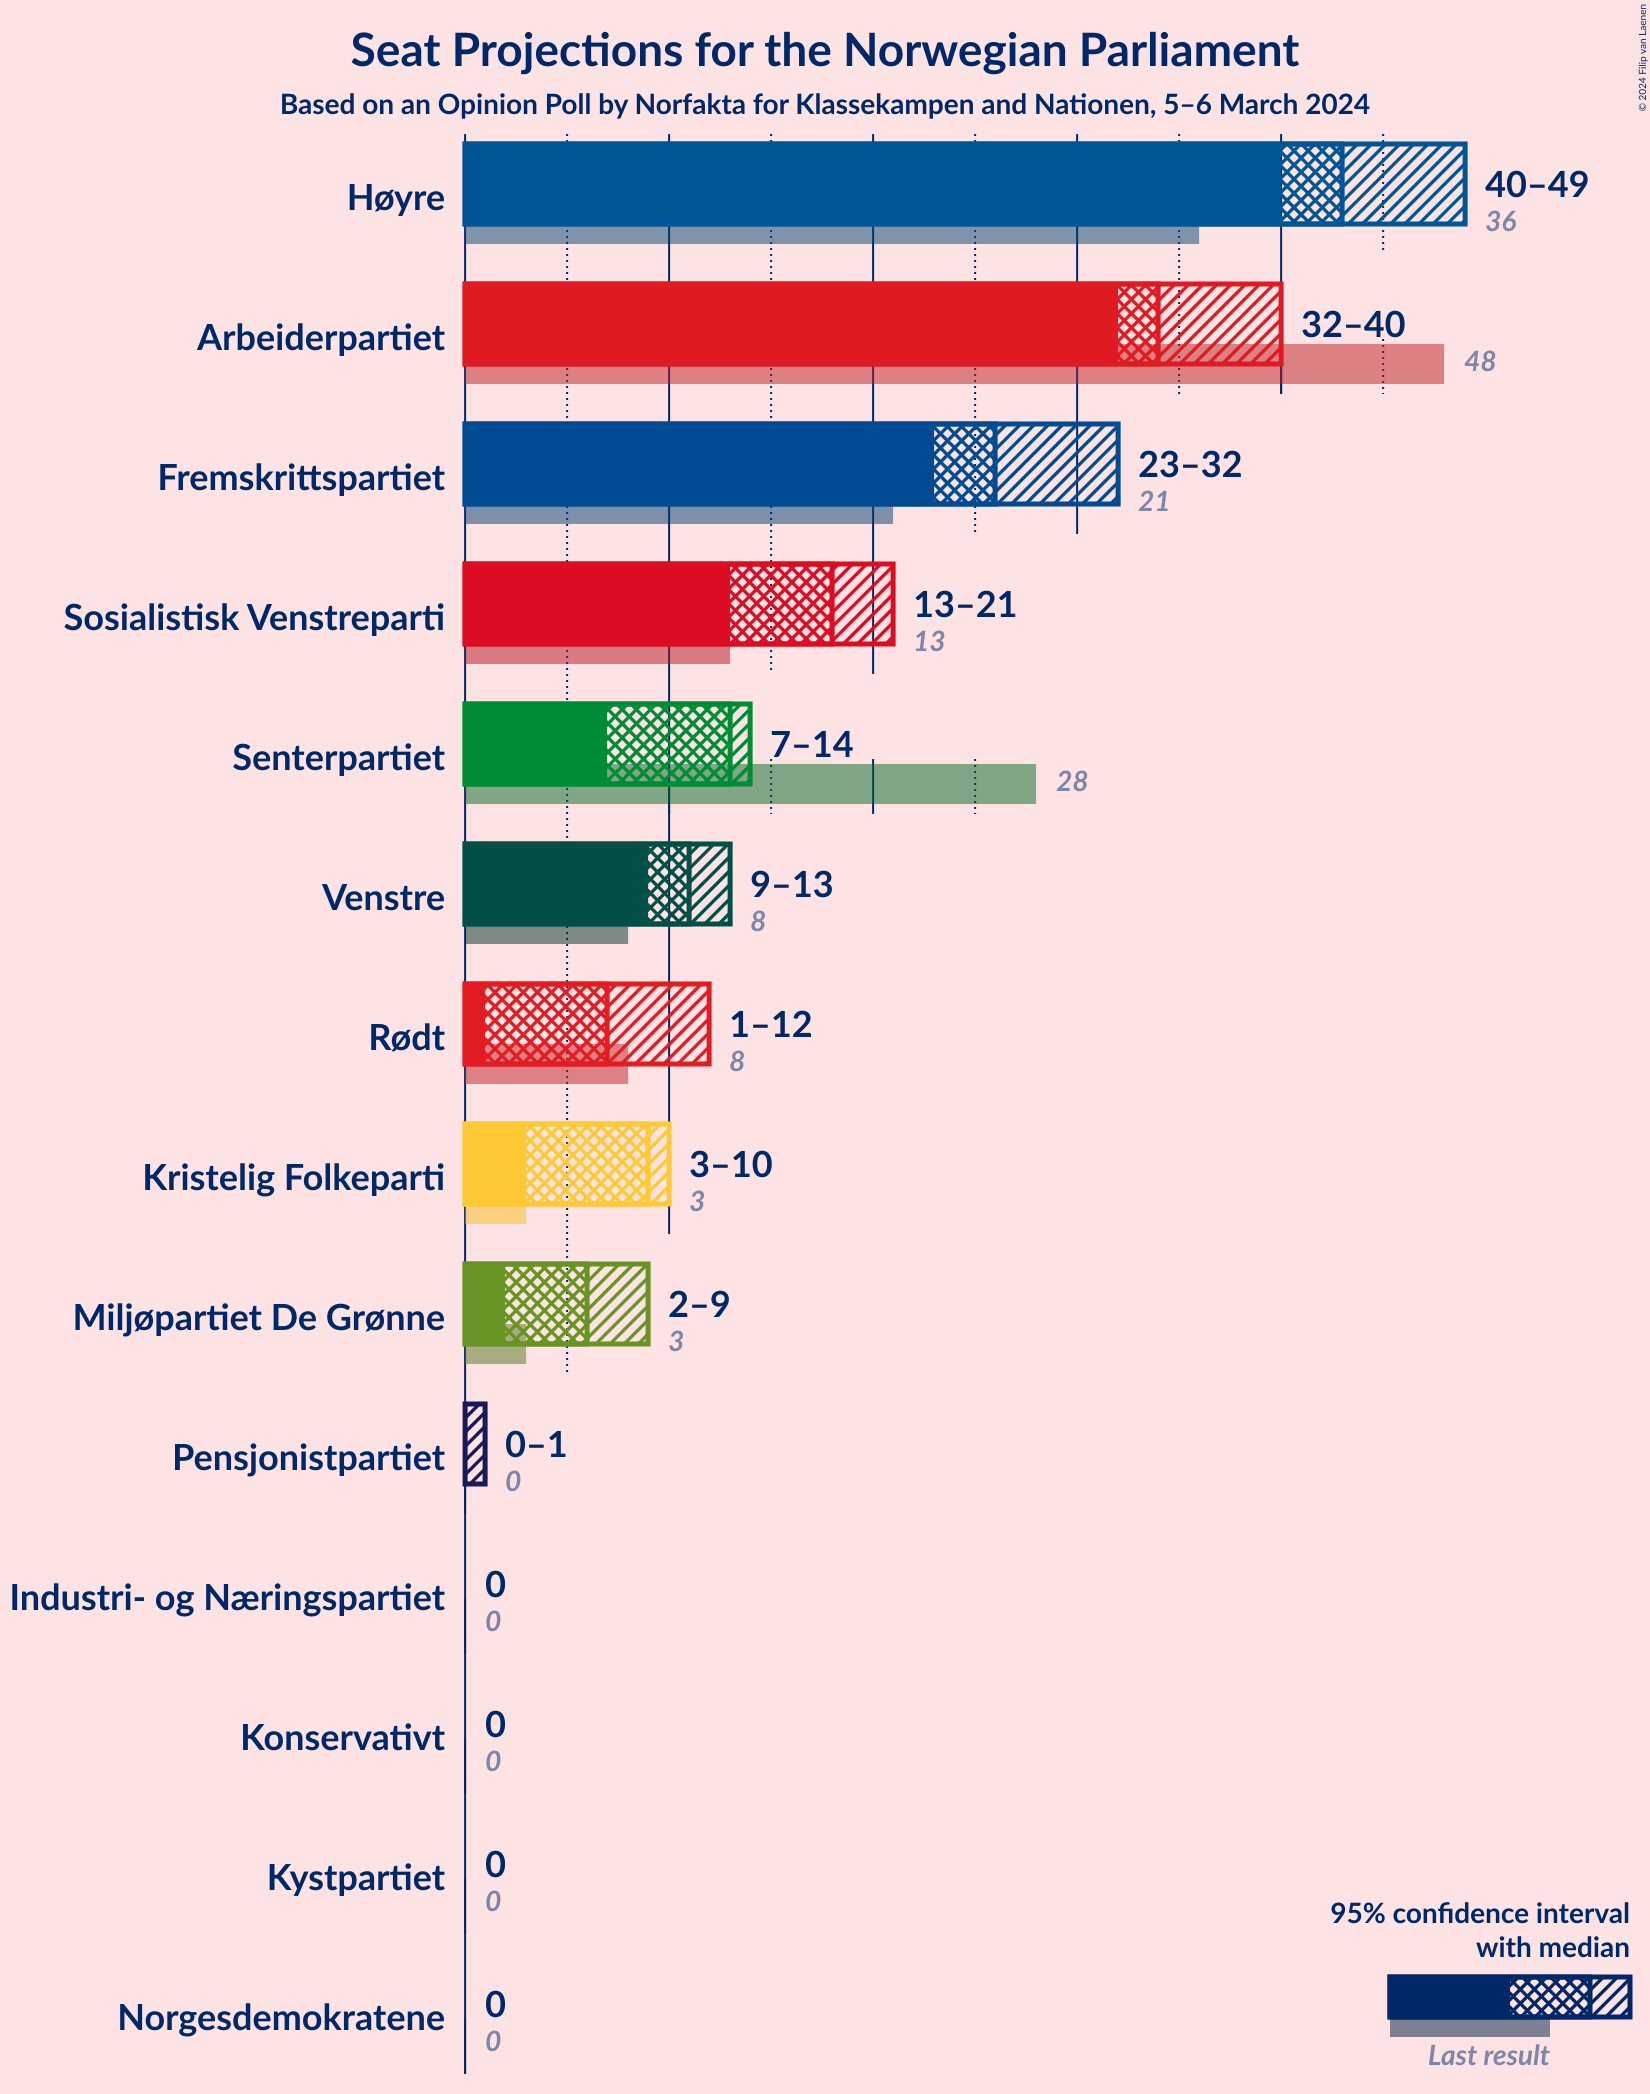 Seat Projections for the Norwegian Parliament
Based on an Opinion Poll by Norfakta for Klassekampen and Nationen, 5–6 March 2024
© 2024 Filip van Laenen
Høyre
40–49
36
Arbeiderpartiet
32–40
48
Fremskrittspartiet
23–32
21
Sosialistisk Venstreparti
13–21
13
Senterpartiet
7–14
28
Venstre
9–13
8
Rødt
1–12
8
Kristelig Folkeparti
3–10
3
Miljøpartiet De Grønne
2–9
3
Pensjonistpartiet
0–1
0
Industri- og Næringspartiet
0
0
Konservativt
0
0
Kystpartiet
0
0
Norgesdemokratene
0
0
95% confidence interval
with median
Last result